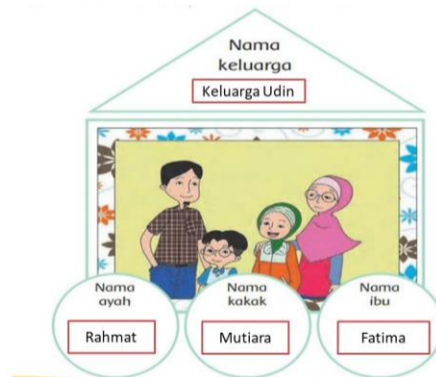 Nama
keluarga
Keluarga Udin
Nama
ayah
Rahmat
Nama
kakak
Mutiara
Nama
ibu
Fatima